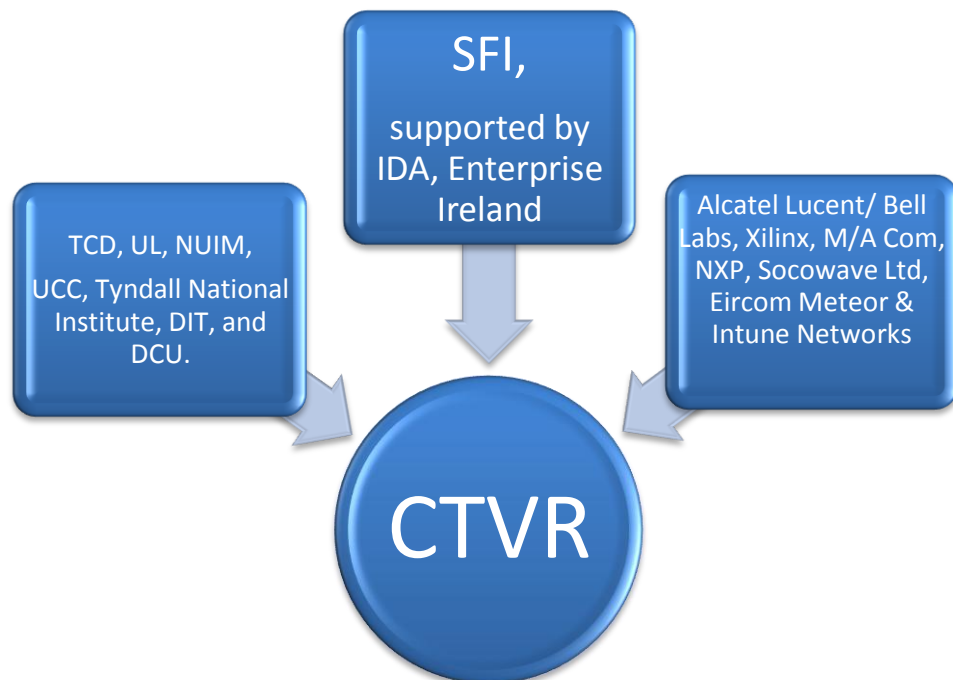 SFI,
supported by
IDA, Enterprise
Ireland
TCD, UL, NUIM,
UCC, Tyndall National
Institute, DIT, and
DCU.
Alcatel Lucent/ Bell
Labs, Xilinx, M/A Com,
NXP, Socowave Ltd,
Eircom Meteor &
Intune Networks
CTVR